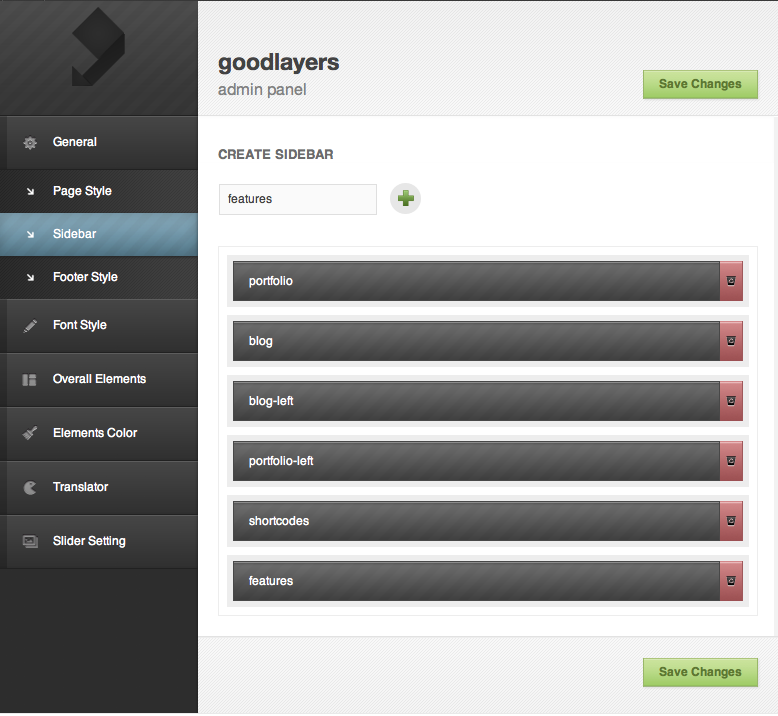 goodlayers
admin panel
Save Changes
General
Page Style
Sidebar
Footer Style
Font Style
Overall Elements
Elements Color
Translator
Slider Setting
CREATE SIDEBAR
features
portfolio
blog
blog-left
portfolio-left
shortcodes
features
Save Changes